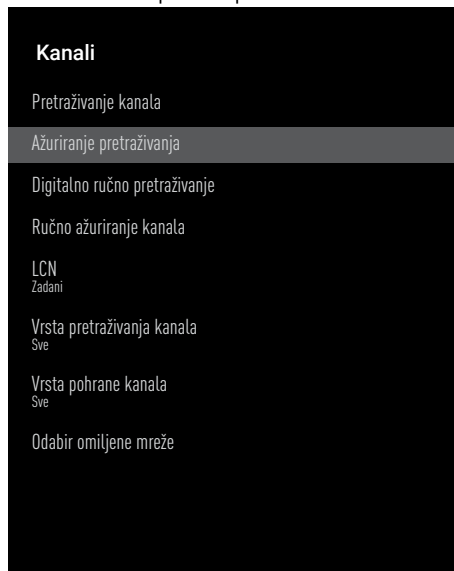 Kanali
Pretraživanje kanala
Ažuriranje pretraživanja
Digitalno ručno pretraživanje
Ručno ažuriranje kanala
LCN
Zadani
Vrsta pretraživanja kanala
Sve
Vrsta pohrane kanala
Sve
Odabir omiljene mreže